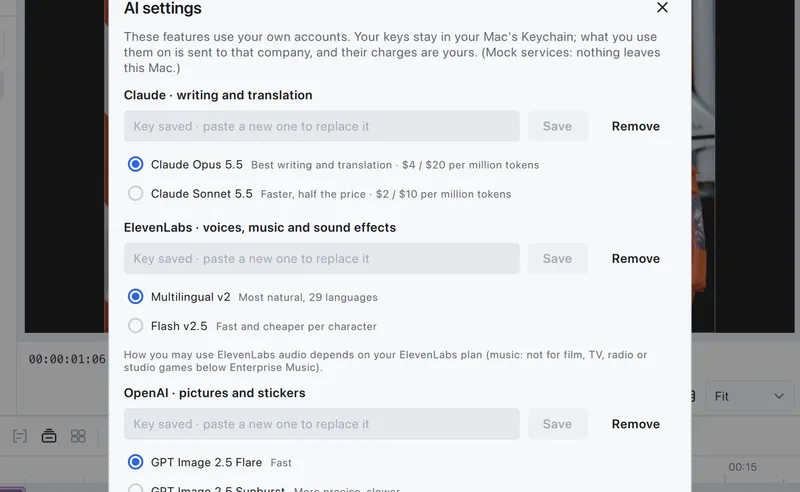 AI settings
These features use your own accounts. Your keys stay in your Mac's Keychain; what you use
them on is sent to that company, and their charges are yours. (Mock services: nothing leaves
this Mac.)
Claude · writing and translation
Key saved · paste a new one to replace it
Save
Remove
Claude Opus 5.5 Best writing and translation · $4 / $20 per million tokens
Claude Sonnet 5.5 Faster, half the price · $2 / $10 per million tokens
ElevenLabs · voices, music and sound effects
Key saved · paste a new one to replace it
Save
Remove
Multilingual v2 Most natural, 29 languages
Flash v2.5 Fast and cheaper per character
How you may use ElevenLabs audio depends on your ElevenLabs plan (music: not for film, TV, radio or
studio games below Enterprise Music).
00:00:01:06
OpenAI · pictures and stickers
Fit
Key saved · paste a new one to replace it
Save
Remove
GPT Image 2.5 Flare Fast
00:15
GPT Image 2.5 Sunburst More precise, slower